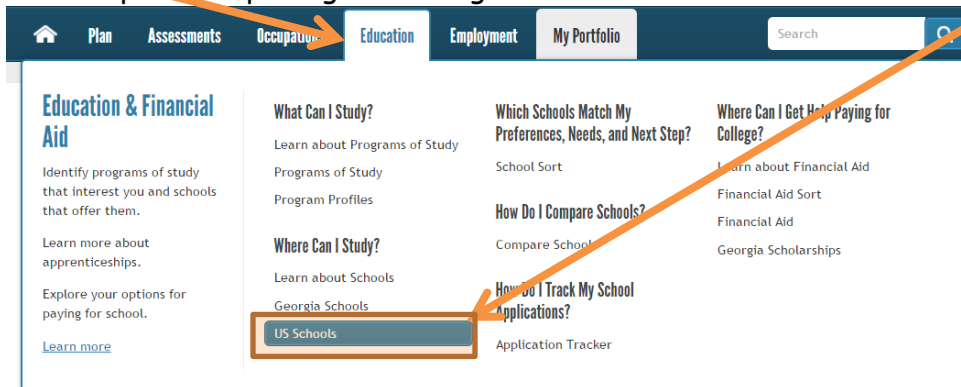 Plan Assessments Occupations Education Employment My Portfolio Search
Education & Financial
Aid
Identify programs of study
that interest you and schools
that offer them.
Learn more about
apprenticeships.
Explore your options for
paying for school.
Learn more
What Can I Study?
Learn about Programs of Study
Programs of Study
Program Profiles
Where Can I Study?
Learn about Schools
Georgia Schools
US Schools
Which Schools Match My
Preferences, Needs, and Next Step?
School Sort
How Do I Compare Schools?
Compare Schools
How Do I Track My School
Applications?
Application Tracker
Where Can I Get Help Paying for
College?
Learn about Financial Aid
Financial Aid Sort
Financial Aid
Georgia Scholarships